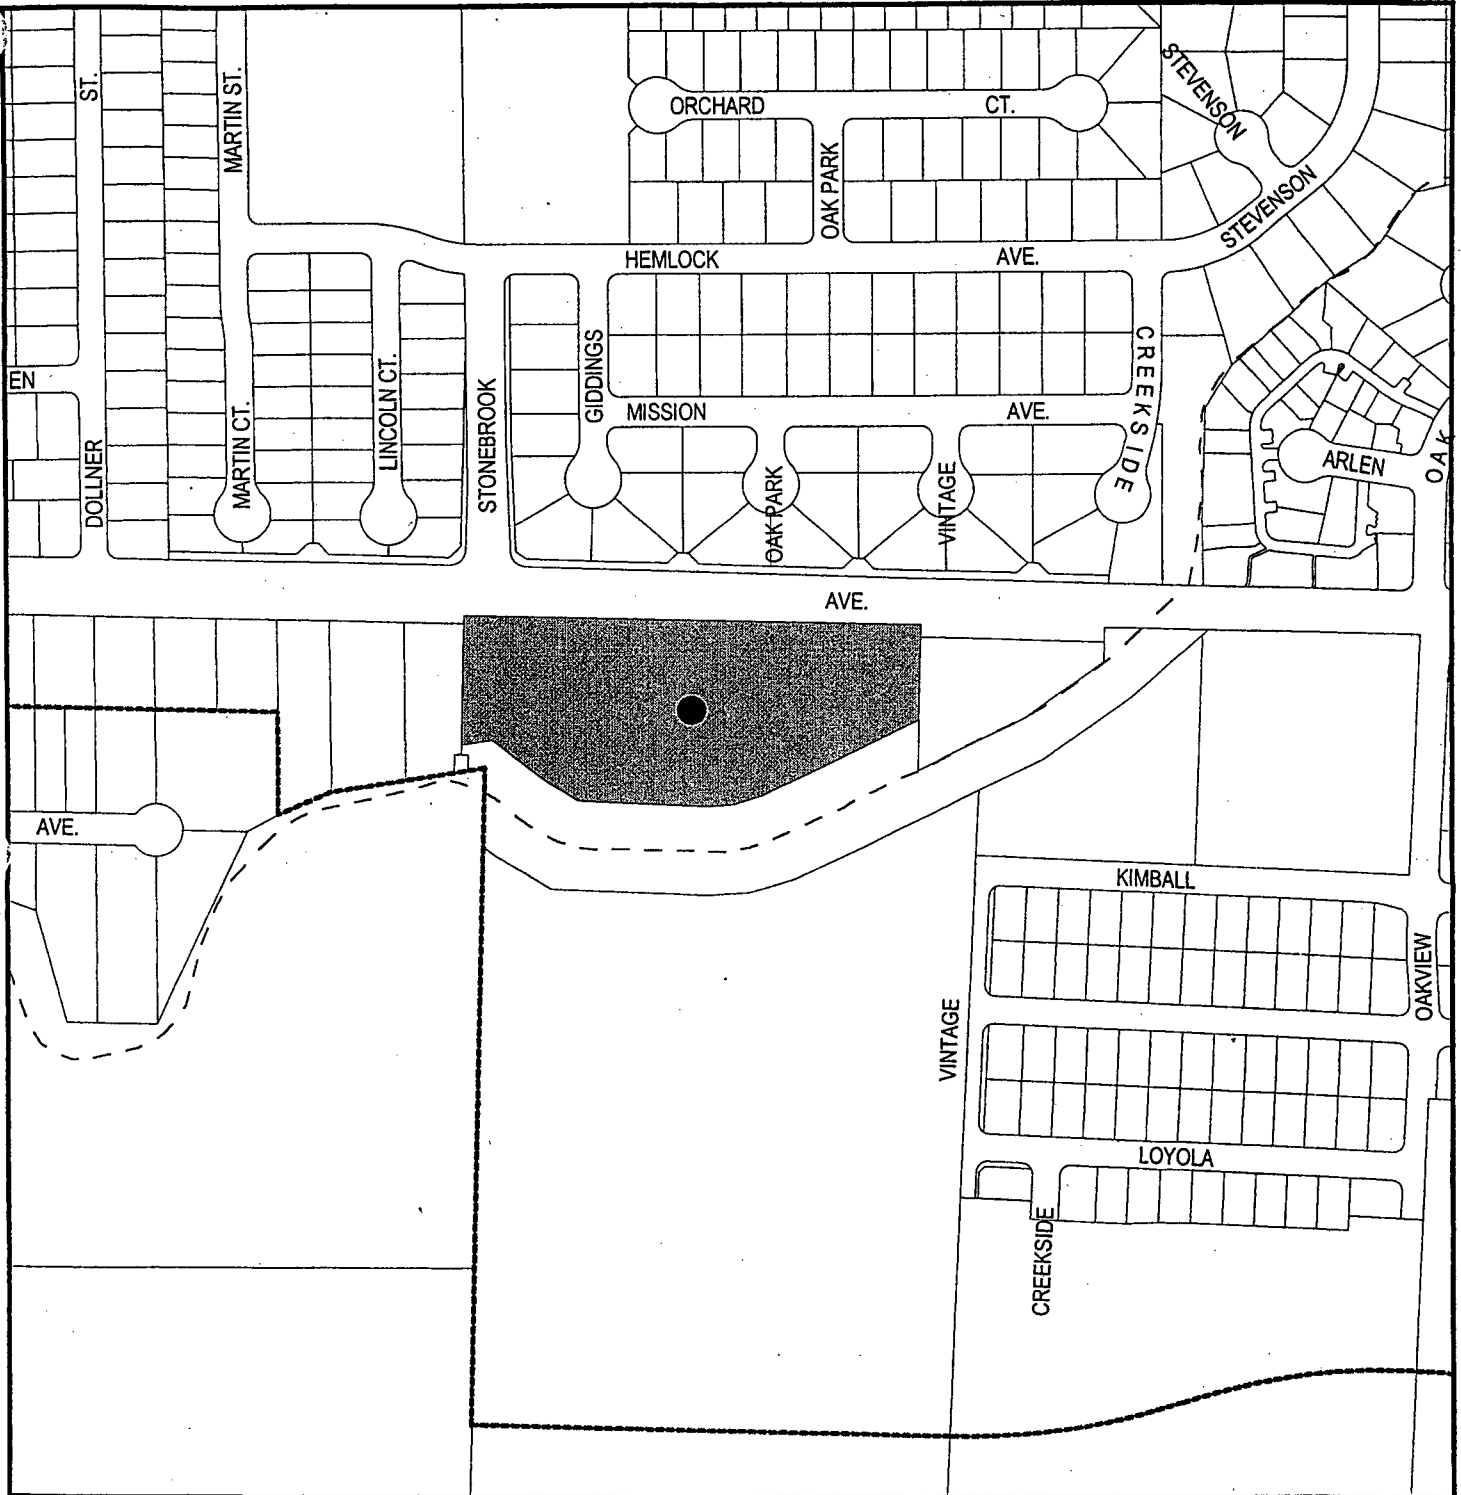 ST.
MARTIN ST.
ORCHARD
CT.
OAK PARK
STEVENSON
STEVENSON
HEMLOCK
AVE.
EN
DOLLNER
MARTIN CT.
LINCOLN CT.
STONEBROOK
GIDDINGS
MISSION
AVE.
CREEKSIDE
OAK PARK
VINTAGE
ARLEN
OAK
AVE.
AVE.
KIMBALL
OAKVIEW
VINTAGE
LOYOLA
CREEKSIDE